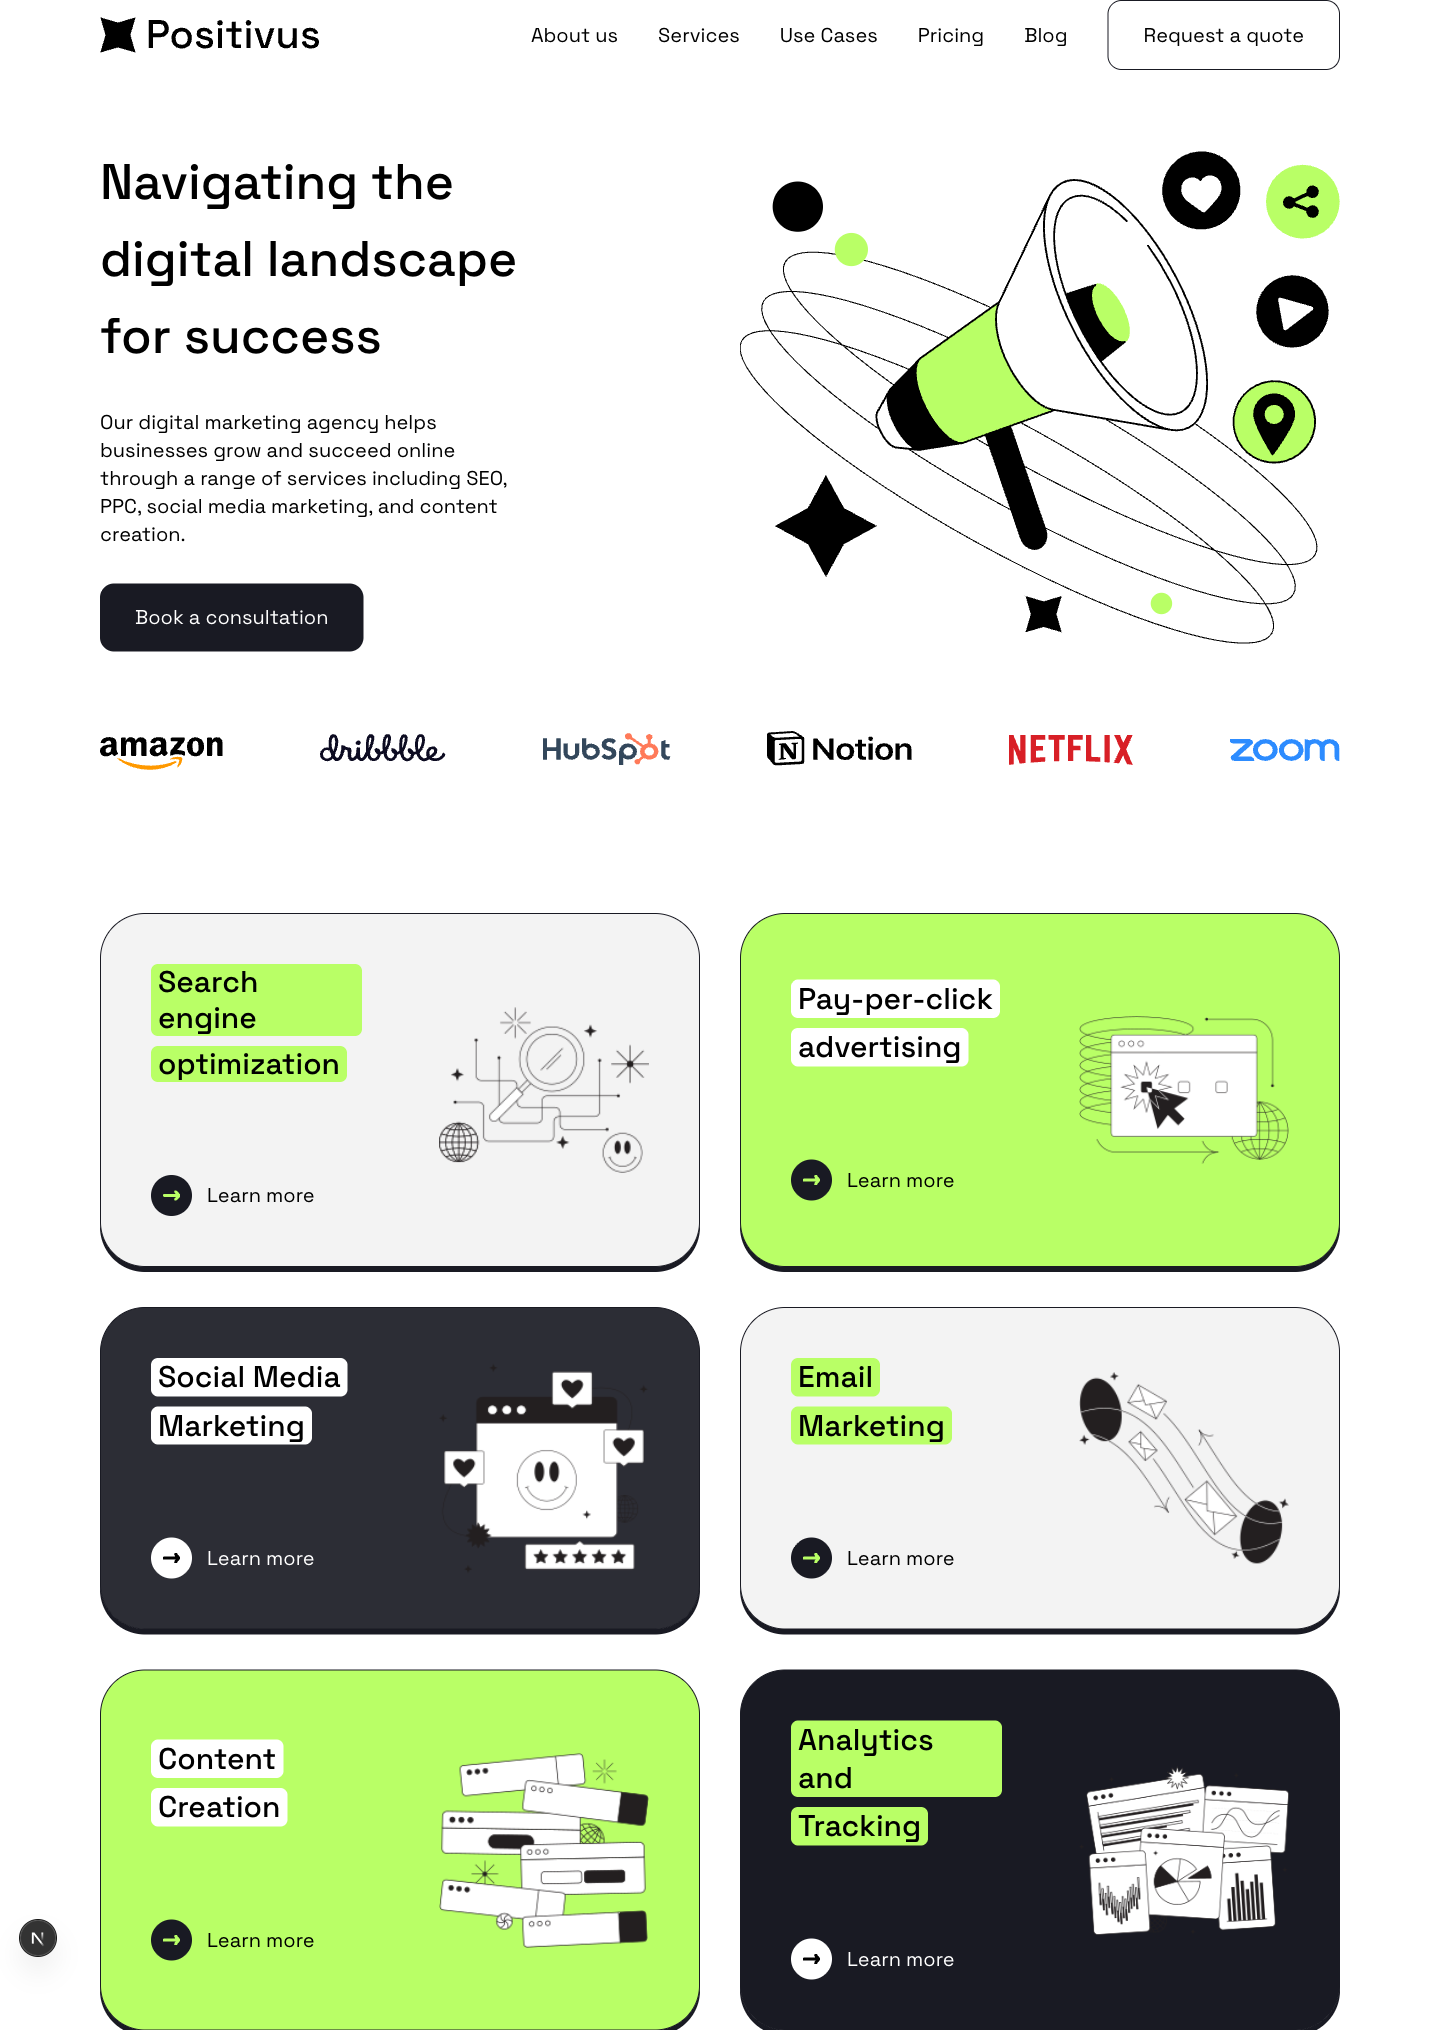 Positivus
About us Services Use Cases Pricing Blog Request a quote
Navigating the
digital landscape
for success
Our digital marketing agency helps
businesses grow and succeed online
through a range of services including SEO,
PPC, social media marketing, and content
creation.
Book a consultation
amazon dribbble HubSpot Notion NETFLIX zoom
Search
engine
optimization
Learn more
Pay-per-click
advertising
Learn more
Social Media
Marketing
Learn more
Email
Marketing
Learn more
Content
Creation
Learn more
Analytics
and
Tracking
Learn more
N